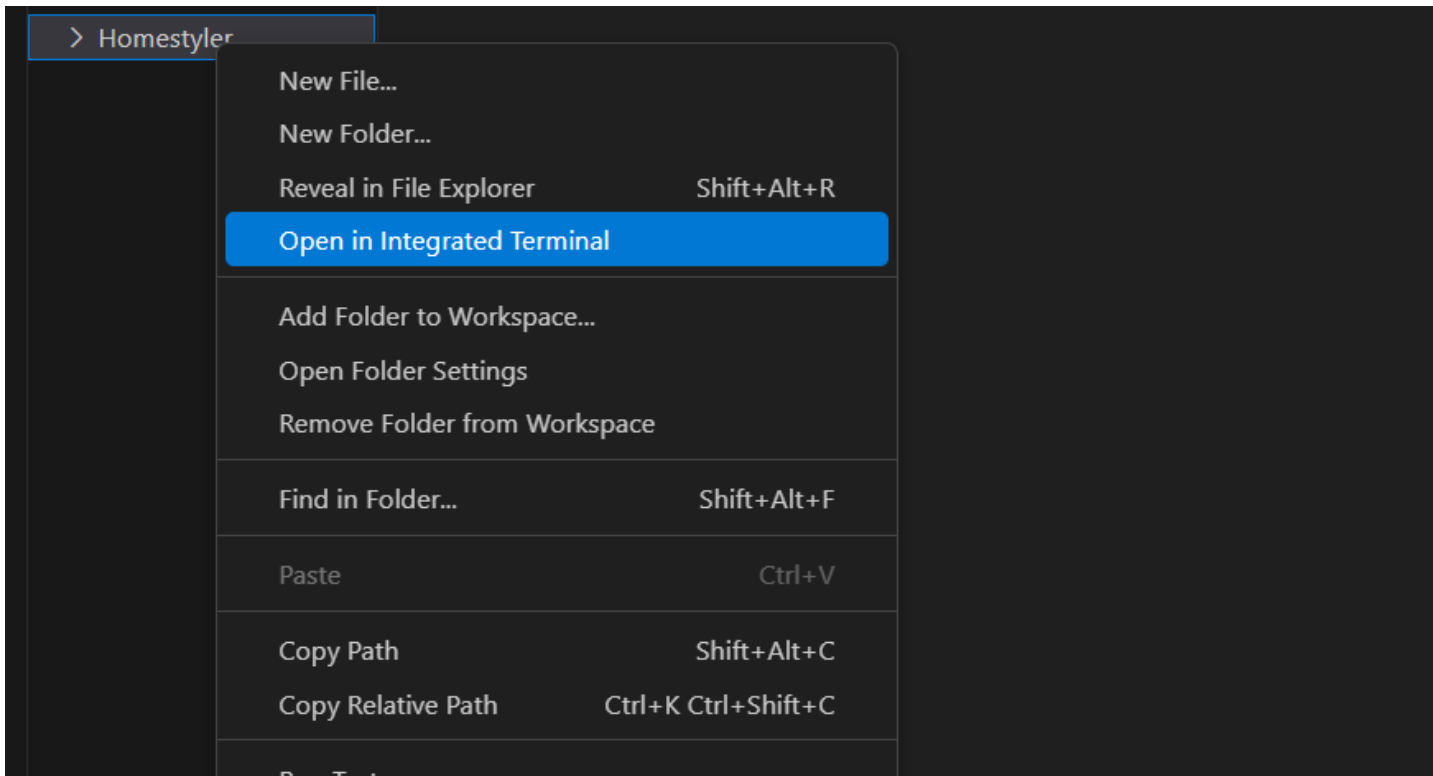 Homestyler
New File...
New Folder...
Reveal in File Explorer Shift+Alt+R
Open in Integrated Terminal
Add Folder to Workspace...
Open Folder Settings
Remove Folder from Workspace
Find in Folder... Shift+Alt+F
Paste Ctrl+V
Copy Path Shift+Alt+C
Copy Relative Path Ctrl+K Ctrl+Shift+C